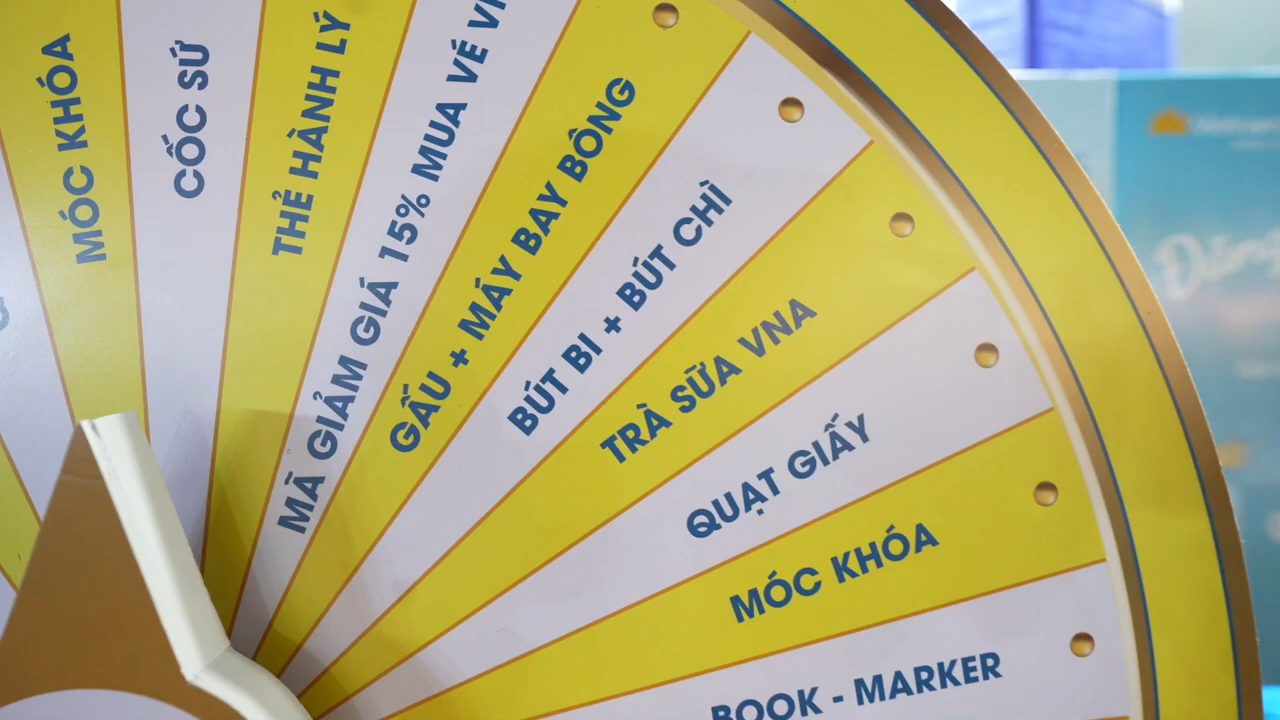 MÓC KHÓA
CỐC SỨ
THẺ HÀNH LÝ
MÃ GIẢM GIÁ 15% MUA VÉ
GẤU + MÁY BAY BÔNG
BÚT BI + BÚT CHÌ
TRÀ SỮA VNA
QUẠT GIẤY
MÓC KHÓA
BOOK - MARKER